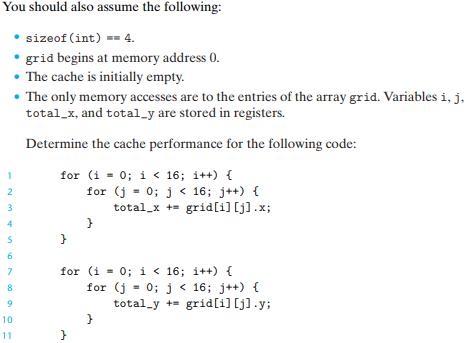 You should also assume the following:
• sizeof(int) == 4.
• grid begins at memory address 0.
• The cache is initially empty.
• The only memory accesses are to the entries of the array grid. Variables i, j,
total_x, and total_y are stored in registers.
Determine the cache performance for the following code:
1 for (i = 0; i < 16; i++) {
2 for (j = 0; j < 16; j++) {
3 total_x += grid[i][j].x;
4 }
5 }
6
7 for (i = 0; i < 16; i++) {
8 for (j = 0; j < 16; j++) {
9 total_y += grid[i][j].y;
10 }
11 }